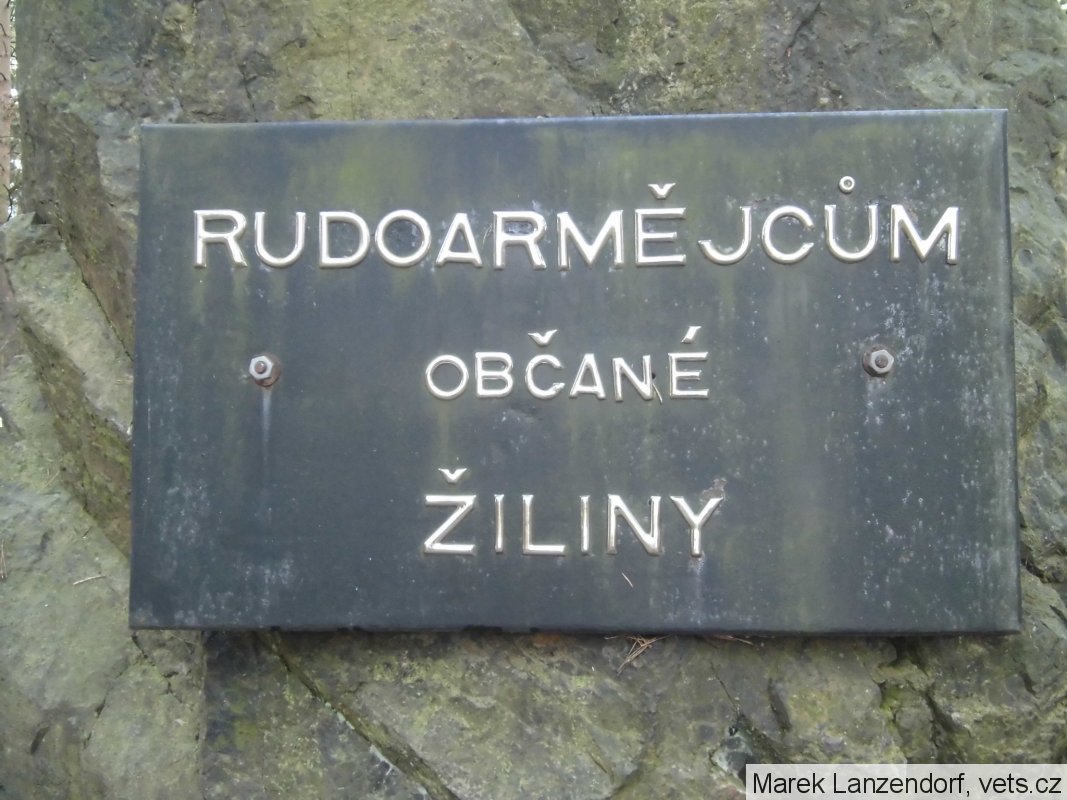 RUDOARMĚJCŮM
OBČANÉ
ŽILINY
Marek Lanzendorf, vets.cz